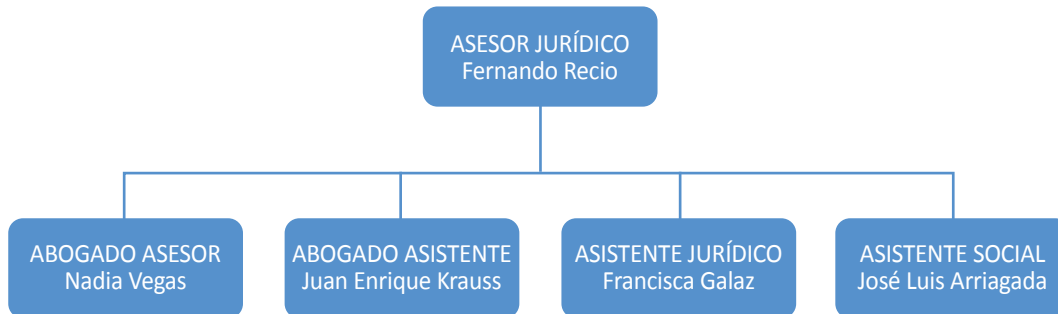 ASESOR JURÍDICO
Fernando Recio
ABOGADO ASESOR
Nadia Vegas
ABOGADO ASISTENTE
Juan Enrique Krauss
ASISTENTE JURÍDICO
Francisca Galaz
ASISTENTE SOCIAL
José Luis Arriagada